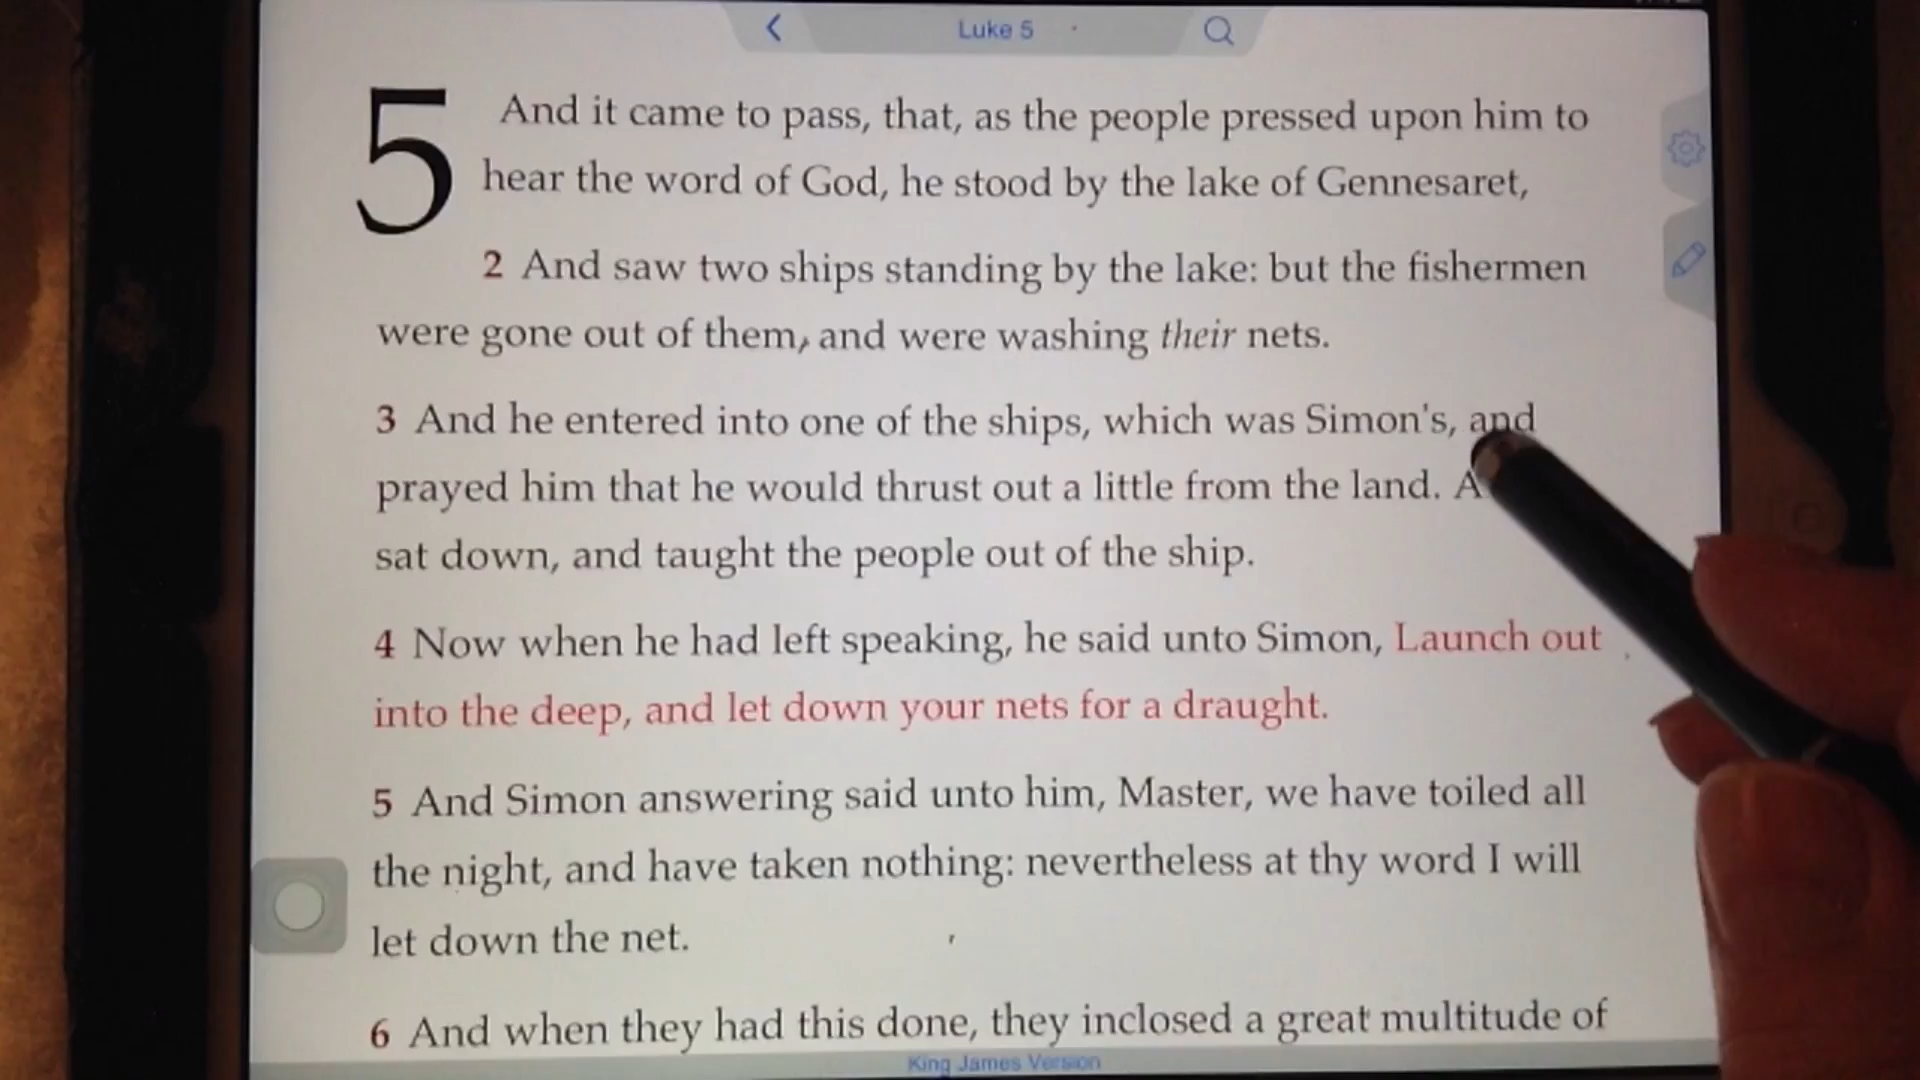 Luke 5
5 And it came to pass, that, as the people pressed upon him to
hear the word of God, he stood by the lake of Gennesaret,
2 And saw two ships standing by the lake: but the fishermen
were gone out of them, and were washing their nets.
3 And he entered into one of the ships, which was Simon's, and
prayed him that he would thrust out a little from the land.
sat down, and taught the people out of the ship.
4 Now when he had left speaking, he said unto Simon, Launch out
into the deep, and let down your nets for a draught.
5 And Simon answering said unto him, Master, we have toiled all
the night, and have taken nothing: nevertheless at thy word I will
let down the net.
6 And when they had this done, they inclosed a great multitude of
King James Version